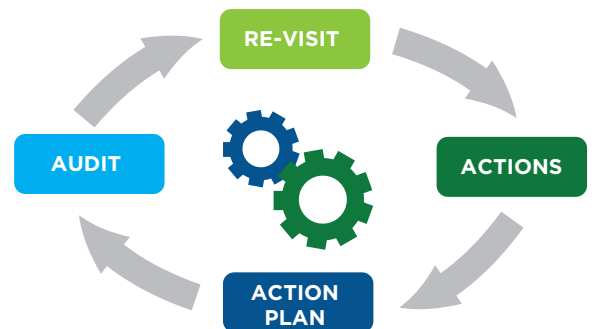 RE-VISIT
AUDIT
ACTIONS
ACTION
PLAN